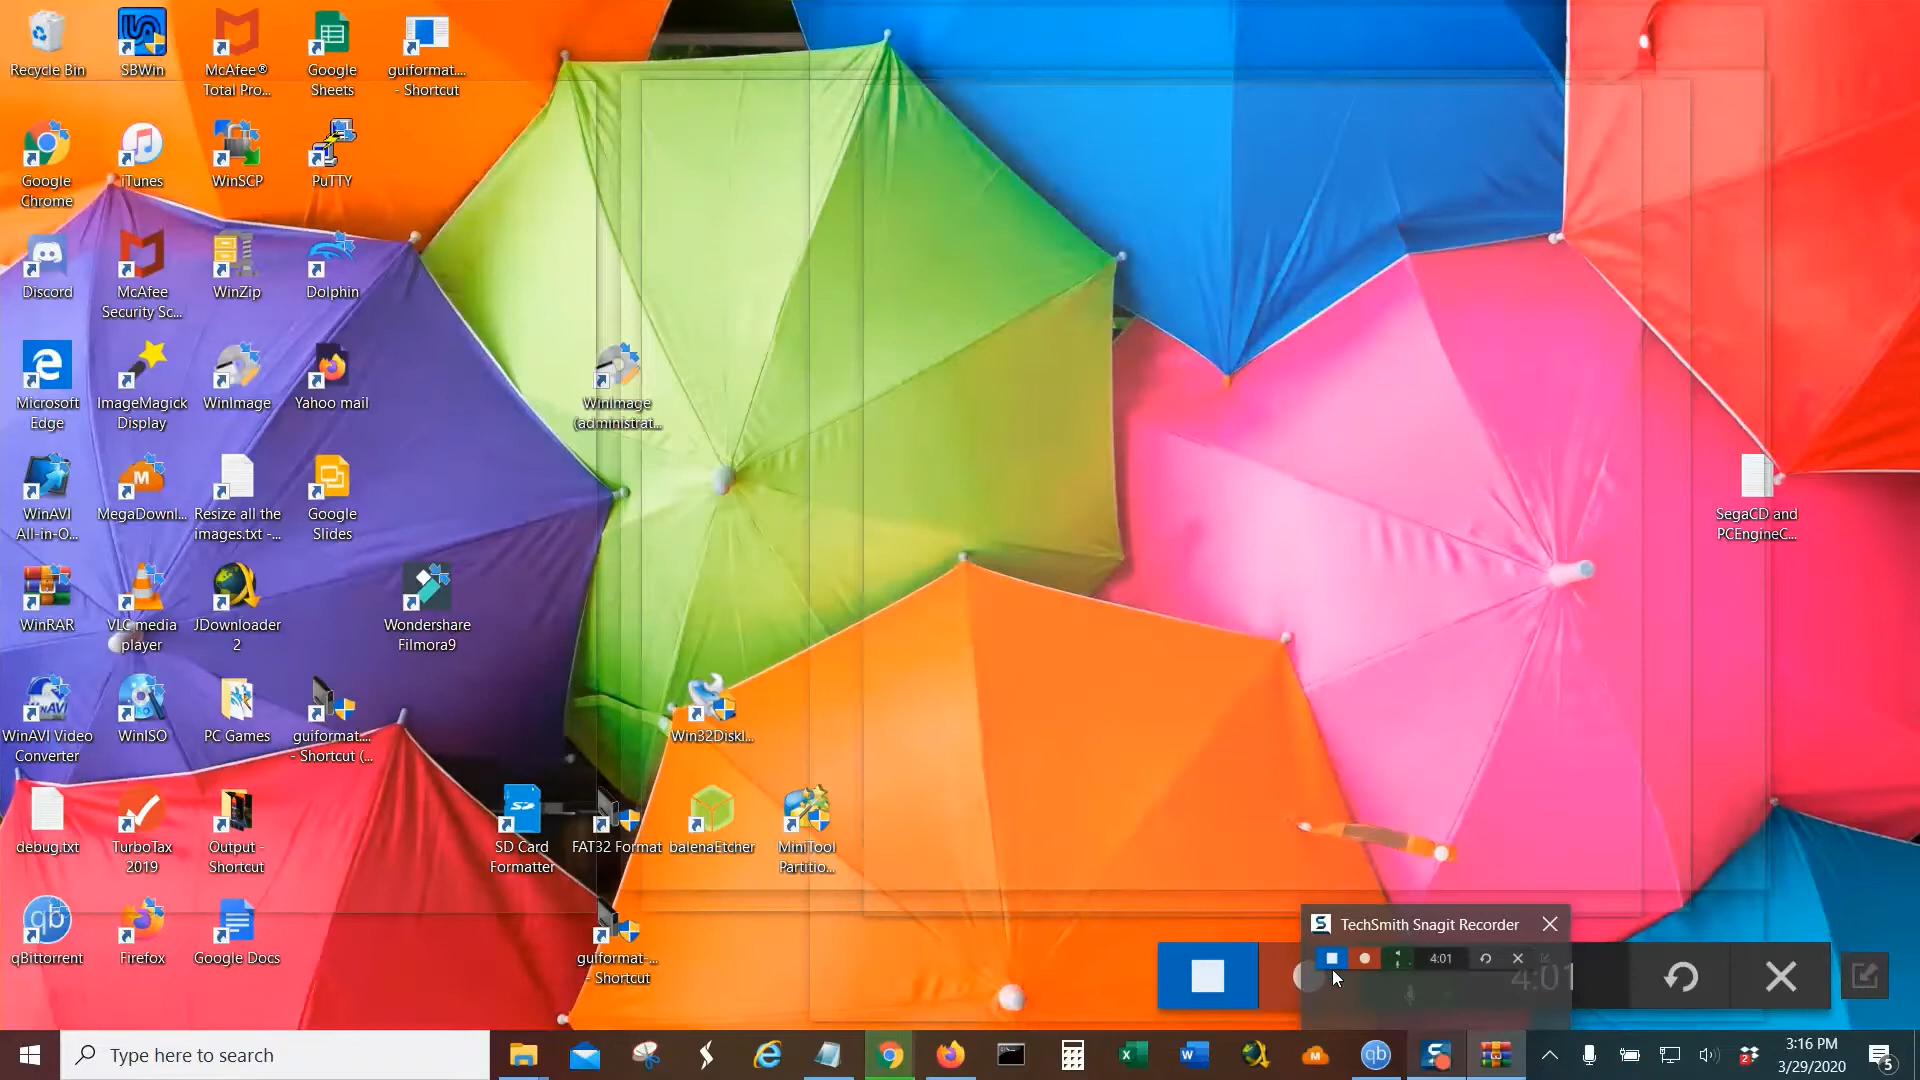 Recycle Bin
SBWin
McAfee®
Total Pro...
Google
Sheets
guiformat....
- Shortcut
Google
Chrome
iTunes
WinSCP
PuTTY
Discord
McAfee
Security Sc...
WinZip
Dolphin
Microsoft
Edge
ImageMagick
Display
WinImage
Yahoo mail
WinImage
(administrat...
WinAVI
All-in-O...
MegaDownl...
Resize all the
images.txt -...
Google
Slides
SegaCD and
PCEngineC...
WinRAR
VLC media
player
JDownloader
2
Wondershare
Filmora9
WinAVI Video
Converter
WinISO
PC Games
guiformat....
- Shortcut (...
Win32DiskI...
debug.txt
TurboTax
2019
Output -
Shortcut
SD Card
Formatter
FAT32 Format
balenaEtcher
MiniTool
Partitio...
qBittorrent
Firefox
Google Docs
guiformat-...
- Shortcut
TechSmith Snagit Recorder
4:01
4:01
Type here to search
3:16 PM
3/29/2020
5